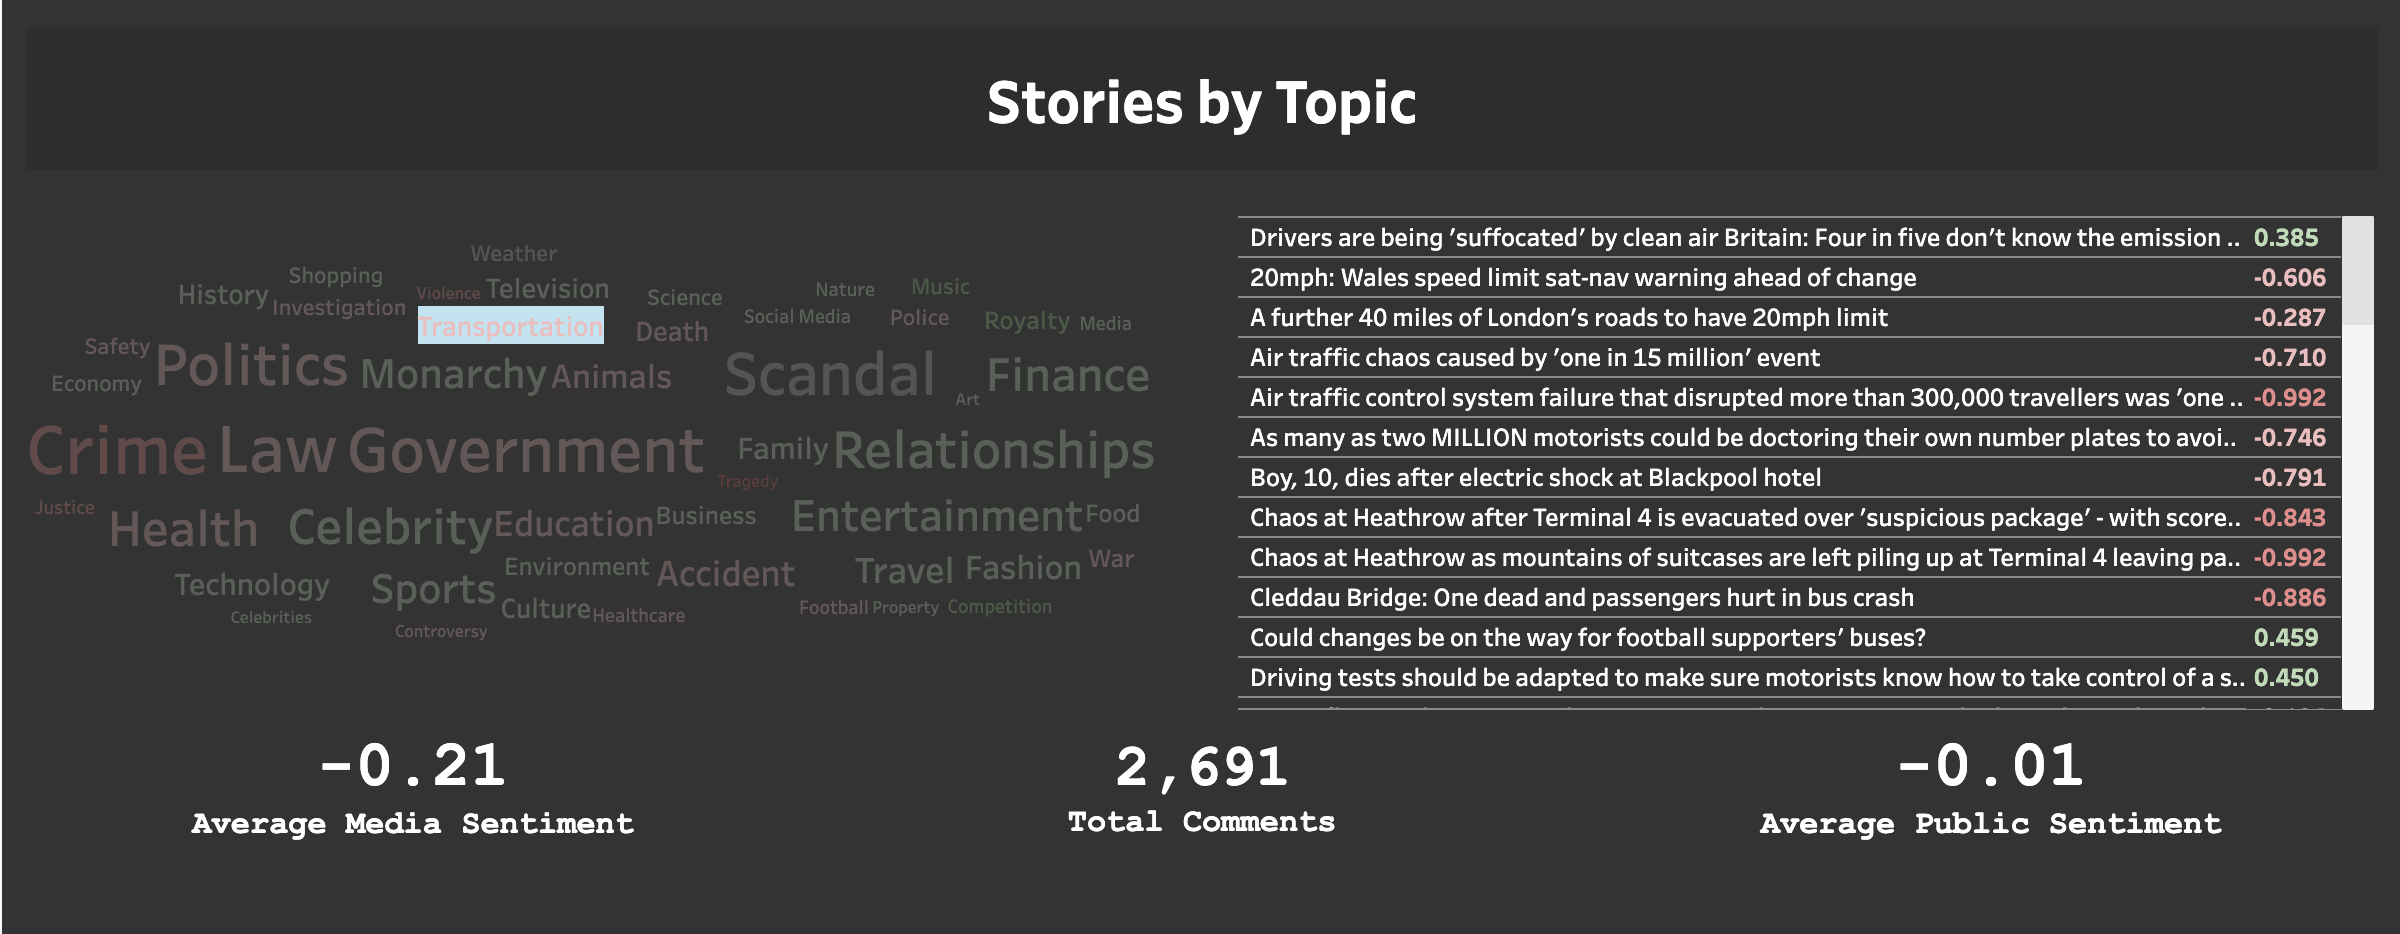 Stories by Topic
Weather
Shopping
History
Investigation
Violence
Television
Science
Nature
Music
Transportation
Death
Social Media
Police
Royalty
Media
Safety
Politics
Economy
Monarchy
Animals
Scandal
Art
Finance
Crime
Law
Government
Family
Relationships
Tragedy
Justice
Health
Celebrity
Education
Business
Entertainment
Food
Technology
Sports
Environment
Accident
Travel
Fashion
War
Celebrities
Culture
Healthcare
Football
Property
Competition
Controversy
Drivers are being 'suffocated' by clean air Britain: Four in five don't know the emission .. 0.385
20mph: Wales speed limit sat-nav warning ahead of change -0.606
A further 40 miles of London's roads to have 20mph limit -0.287
Air traffic chaos caused by 'one in 15 million' event -0.710
Air traffic control system failure that disrupted more than 300,000 travellers was 'one .. -0.992
As many as two MILLION motorists could be doctoring their own number plates to avoi.. -0.746
Boy, 10, dies after electric shock at Blackpool hotel -0.791
Chaos at Heathrow after Terminal 4 is evacuated over 'suspicious package' - with score.. -0.843
Chaos at Heathrow as mountains of suitcases are left piling up at Terminal 4 leaving pa.. -0.992
Cleddau Bridge: One dead and passengers hurt in bus crash -0.886
Could changes be on the way for football supporters' buses? 0.459
Driving tests should be adapted to make sure motorists know how to take control of a s.. 0.450
-0.21
Average Media Sentiment
2,691
Total Comments
-0.01
Average Public Sentiment